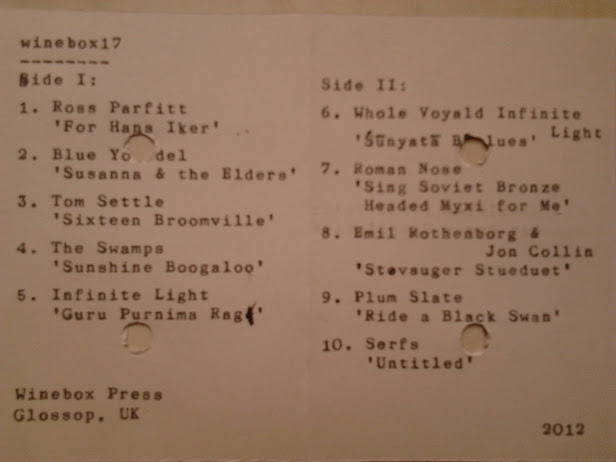 winebox17
--------
Side I:
1. Ross Parfitt
'For Hans Iker'
2. Blue Yodel
'Susanna & the Elders'
3. Tom Settle
'Sixteen Broomville'
4. The Swamps
'Sunshine Boogaloo'
5. Infinite Light
'Guru Purnima Raga'
Winebox Press
Glossop, UK
Side II:
6. Whole Voyald Infinite
Light
'Śūnyatā Blues'
7. Roman Nose
'Sing Soviet Bronze
Headed Myxi for Me'
8. Emil Rothenborg &
Jon Collin
'Støvsuger Stueduet'
9. Plum Slate
'Ride a Black Swan'
10. Serfs
'Untitled'
2012